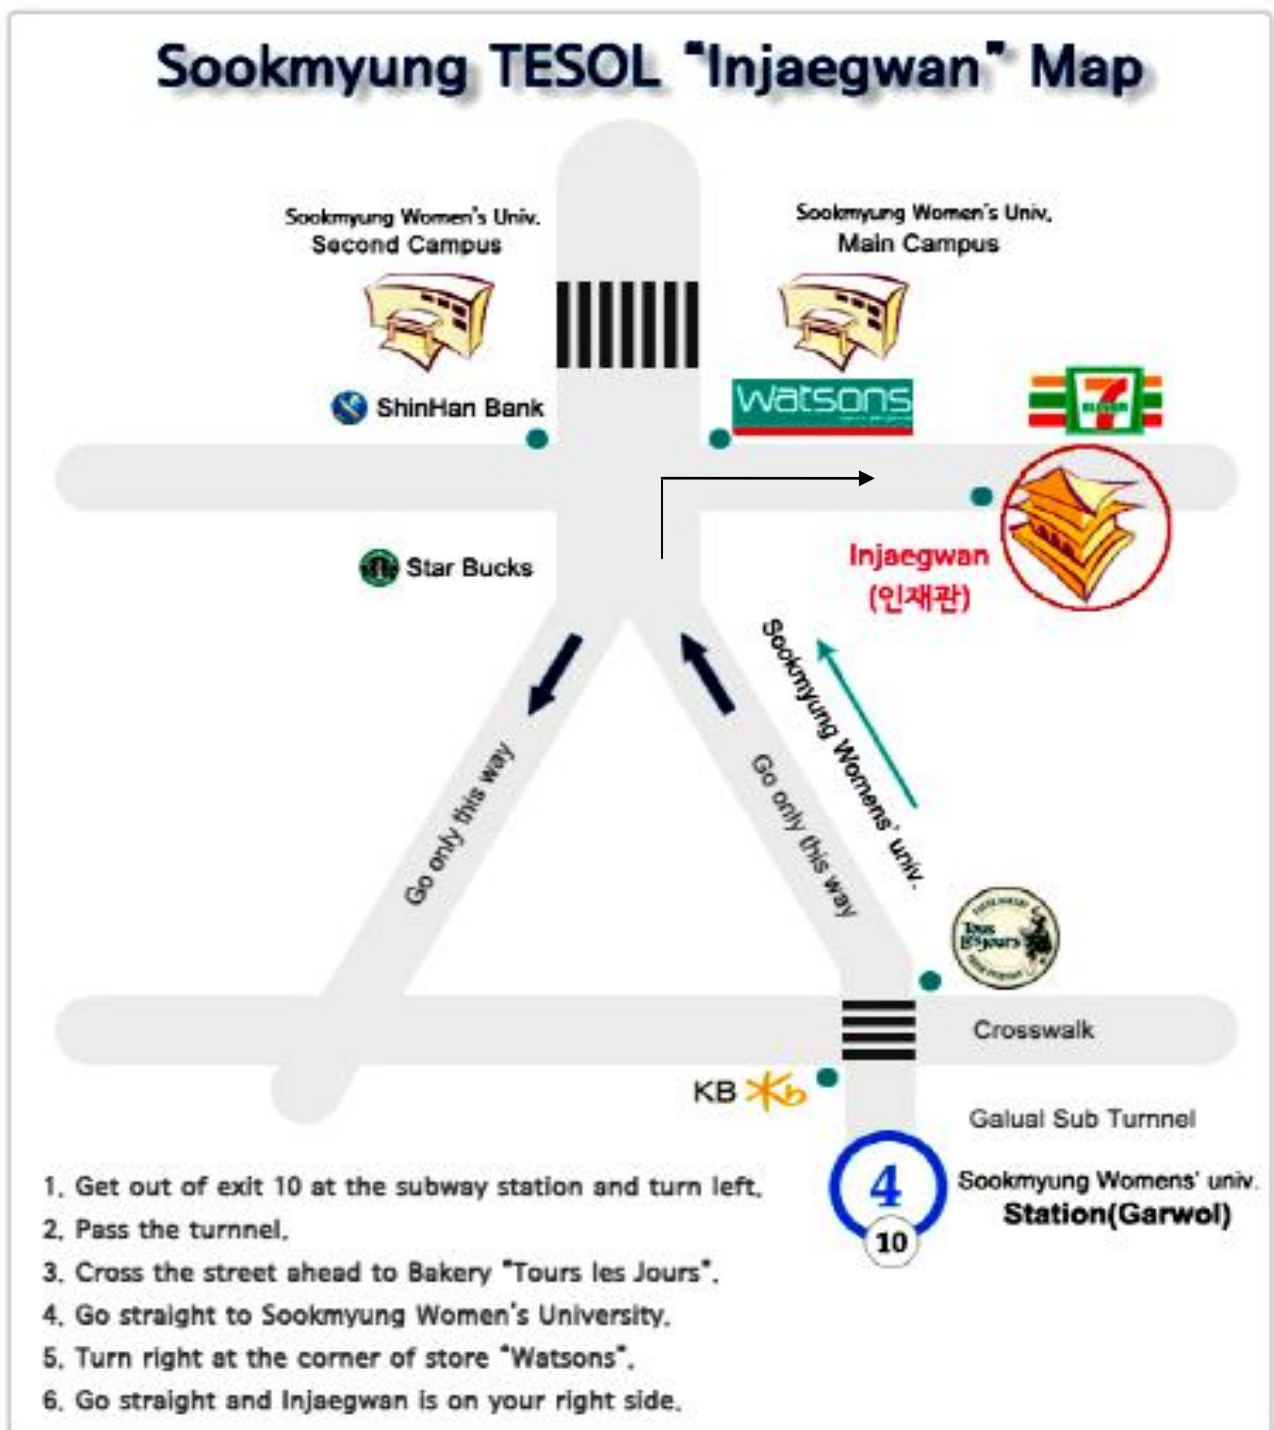 Sookmyung TESOL "Injaegwan" Map
Sookmyung Women's Univ.
Second Campus
Sookmyung Women's Univ.
Main Campus
ShinHan Bank
watsons
7
ELEVEN
Star Bucks
Injaegwan
(인재관)
Go only this way
Go only this way
Sookmyung Womens' univ.
Tous
Les Jours
Crosswalk
KB
Galual Sub Turnnel
4
10
Sookmyung Womens' univ.
Station(Garwol)
1. Get out of exit 10 at the subway station and turn left.
2. Pass the turnnel.
3. Cross the street ahead to Bakery "Tours les Jours".
4. Go straight to Sookmyung Women's University.
5. Turn right at the corner of store "Watsons".
6. Go straight and Injaegwan is on your right side.